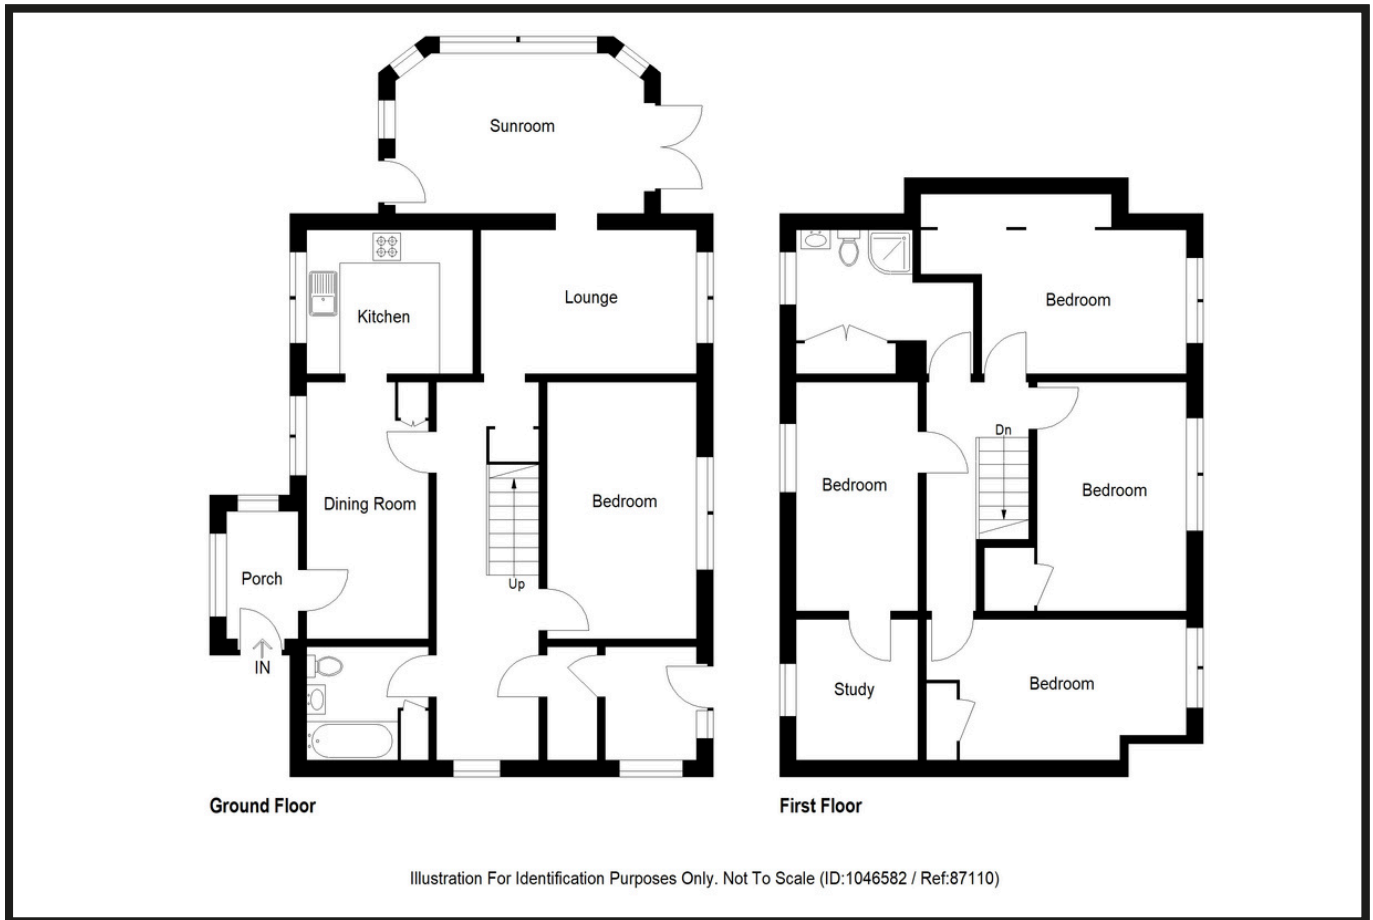 Sunroom
Kitchen
Lounge
Bedroom
Dining Room
Bedroom
Porch
Up
IN
Dn
Bedroom
Bedroom
Study
Bedroom
Ground Floor
First Floor
Illustration For Identification Purposes Only. Not To Scale (ID:1046582 / Ref:87110)